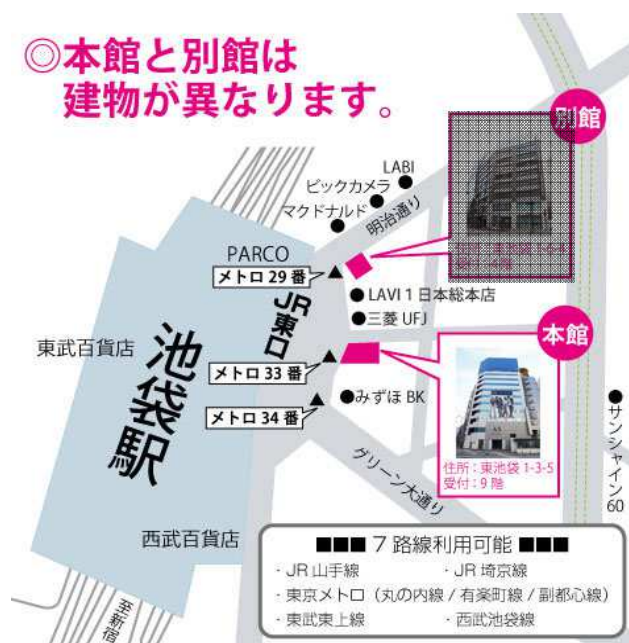 ◎本館と別館は
建物が異なります。
別館
LABI
ビックカメラ
マクドナルド
明治通り
PARCO
メトロ 29 番
JR東口
LAVI 1 日本総本店
三菱 UFJ
本館
東武百貨店
池袋駅
メトロ 33 番
みずほ BK
メトロ 34 番
住所：東池袋 1-3-5
受付：9 階
サンシャイン60
グリーン大通り
西武百貨店
■■■ 7 路線利用可能 ■■■
・JR 山手線
・JR 埼京線
・東京メトロ（丸の内線 / 有楽町線 / 副都心線）
・東武東上線
・西武池袋線
至新宿